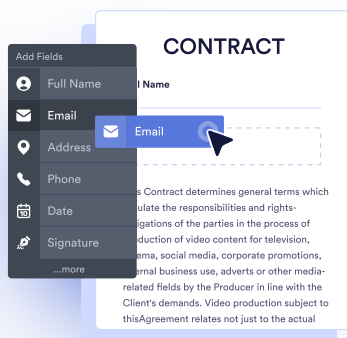 CONTRACT
Add Fields
Full Name
Email
Address
Phone
Date
10
Signature
...more
Email
l Name
s Contract determines general terms which
ulate the responsibilities and rights-
igations of the parties in the process of
duction of video content for television,
ema, social media, corporate promotions,
ernal business use, adverts or other media-
related fields by the Producer in line with the
Client's demands. Video production subject to
thisAgreement relates not just to the actual